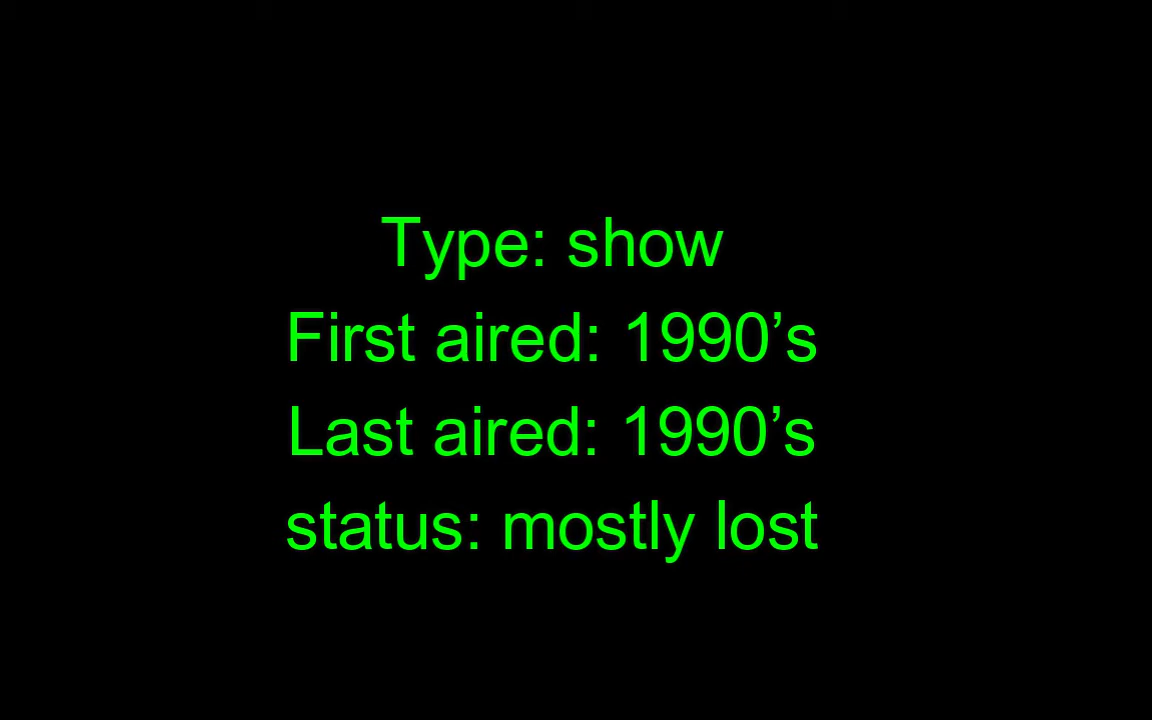 Type: show
First aired: 1990’s
Last aired: 1990’s
status: mostly lost